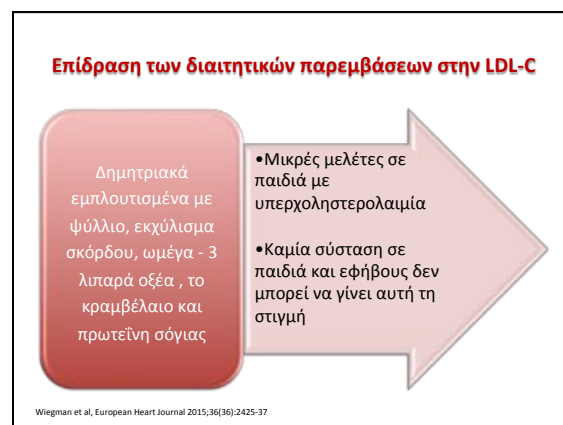 Επίδραση των διαιτητικών παρεμβάσεων στην LDL-C
Δημητριακά
εμπλουτισμένα με
ψύλλιο, εκχύλισμα
σκόρδου, ωμέγα - 3
λιπαρά οξέα , το
κραμβέλαιο και
πρωτεΐνη σόγιας
•Μικρές μελέτες σε
παιδιά με
υπερχοληστερολαιμία
•Καμία σύσταση σε
παιδιά και εφήβους δεν
μπορεί να γίνει αυτή τη
στιγμή
Wiegman et al, European Heart Journal 2015;36(36):2425-37